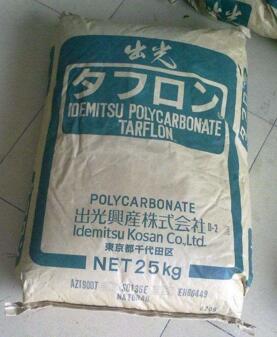 出光
タフロン
IDEMITSU POLYCARBONATE
TARFLON
POLYCARBONATE
出光興産株式会社
Idemitsu Kosan Co.,Ltd.
東京都千代田区
NET 25kg
NATURAL